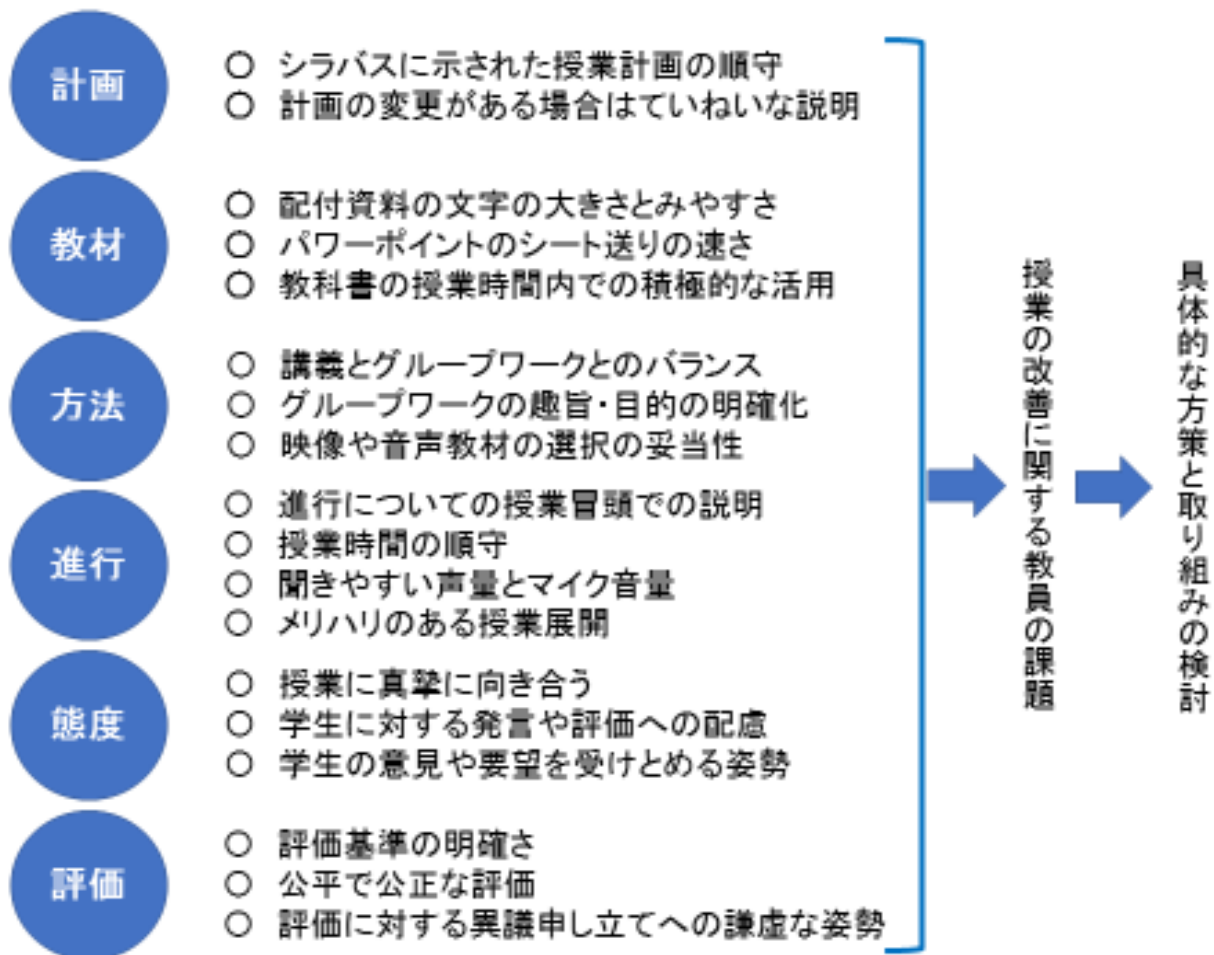 計画
○ シラバスに示された授業計画の順守
○ 計画の変更がある場合はていねいな説明
教材
○ 配付資料の文字の大きさとみやすさ
○ パワーポイントのシート送りの速さ
○ 教科書の授業時間内での積極的な活用
方法
○ 講義とグループワークとのバランス
○ グループワークの趣旨・目的の明確化
○ 映像や音声教材の選択の妥当性
進行
○ 進行についての授業冒頭での説明
○ 授業時間の順守
○ 聞きやすい声量とマイク音量
○ メリハリのある授業展開
態度
○ 授業に真摯に向き合う
○ 学生に対する発言や評価への配慮
○ 学生の意見や要望を受けとめる姿勢
評価
○ 評価基準の明確さ
○ 公平で公正な評価
○ 評価に対する異議申し立てへの謙虚な姿勢
授業の改善に関する教員の課題
具体的な方策と取り組みの検討